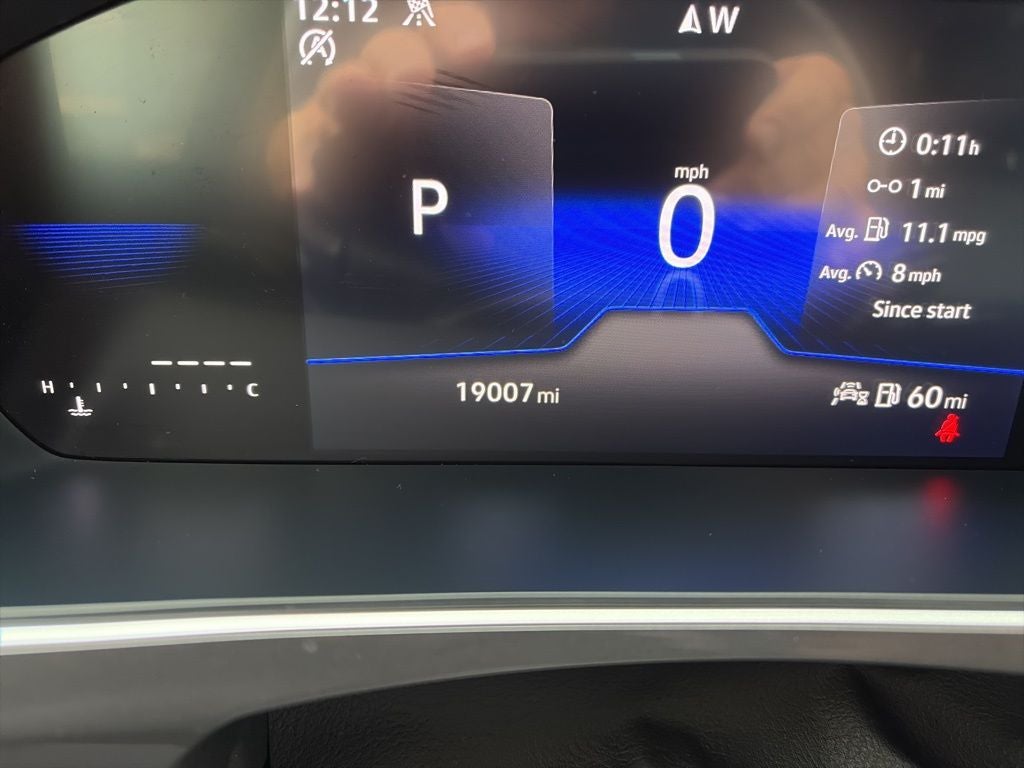 12:12
W
mph
P
0
0:11h
1 mi
Avg. 11.1 mpg
Avg. 8 mph
Since start
H C
19007 mi
60 mi